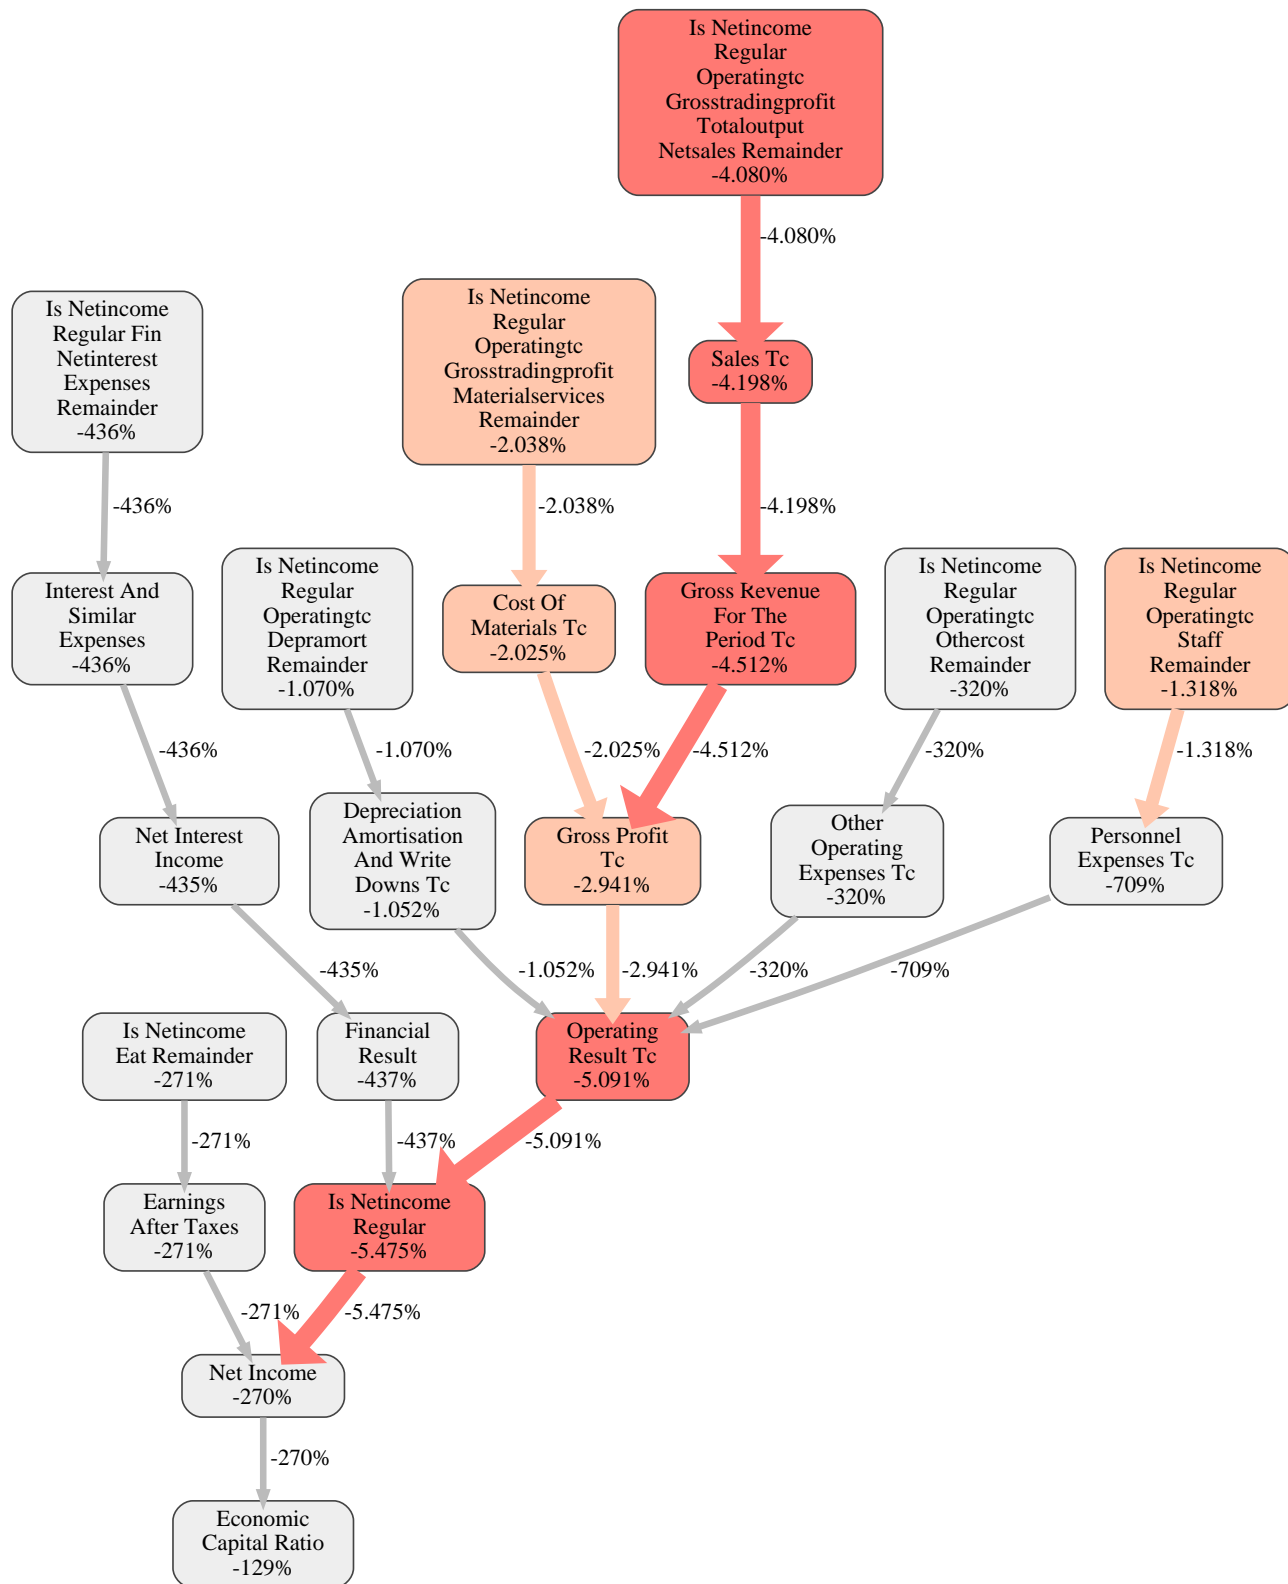 Is Netincome
Regular
Operatingtc
Grosstradingprofit
Totaloutput
Netsales Remainder
-4.080%
-4.080%
Is Netincome
Regular Fin
Netinterest
Expenses
Remainder
-436%
Is Netincome
Regular
Operatingtc
Grosstradingprofit
Materialservices
Remainder
-2.038%
Sales Tc
-4.198%
-436%
-2.038%
-4.198%
Interest And
Similar
Expenses
-436%
Is Netincome
Regular
Operatingtc
Depramort
Remainder
-1.070%
Cost Of
Materials Tc
-2.025%
Gross Revenue
For The
Period Tc
-4.512%
Is Netincome
Regular
Operatingtc
Othercost
Remainder
-320%
Is Netincome
Regular
Operatingtc
Staff
Remainder
-1.318%
-436%
-1.070%
-2.025%
-4.512%
-320%
-1.318%
Net Interest
Income
-435%
Depreciation
Amortisation
And Write
Downs Tc
-1.052%
Gross Profit
Tc
-2.941%
Other
Operating
Expenses Tc
-320%
Personnel
Expenses Tc
-709%
-435%
-1.052%
-2.941%
-320%
-709%
Is Netincome
Eat Remainder
-271%
Financial
Result
-437%
Operating
Result Tc
-5.091%
-271%
-437%
-5.091%
Earnings
After Taxes
-271%
Is Netincome
Regular
-5.475%
-271%
-5.475%
Net Income
-270%
-270%
Economic
Capital Ratio
-129%